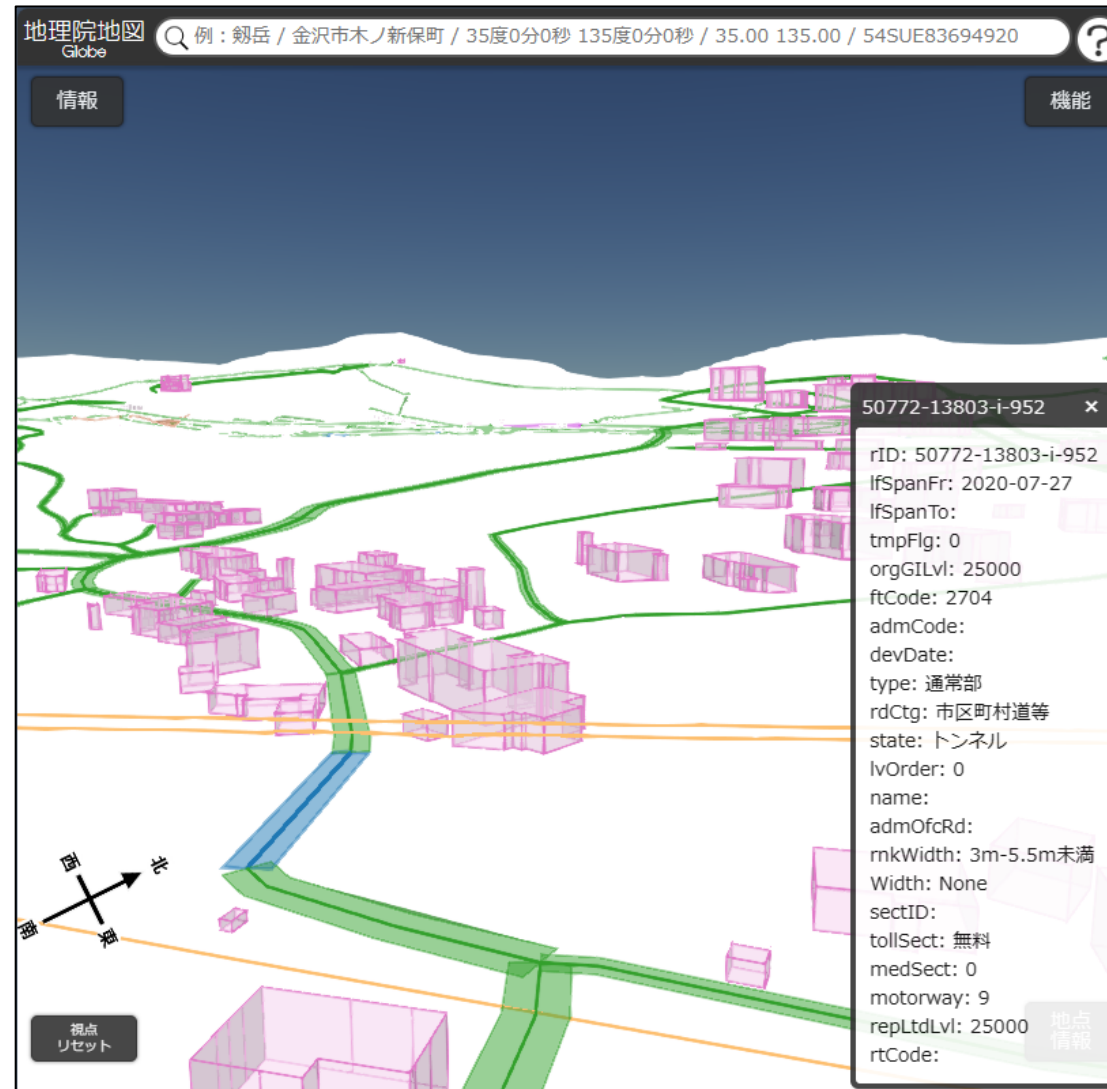 地理院地図
Globe
例：剱岳 / 金沢市木ノ新保町 / 35度0分0秒 135度0分0秒 / 35.00 135.00 / 54SUE83694920
?
情報
機能
50772-13803-i-952 ×
rID: 50772-13803-i-952
lfSpanFr: 2020-07-27
lfSpanTo:
tmpFlg: 0
orgGILvl: 25000
ftCode: 2704
admCode:
devDate:
type: 通常部
rdCtg: 市区町村道等
state: トンネル
lvOrder: 0
name:
admOfcRd:
rnkWidth: 3m-5.5m未満
Width: None
sectID:
tollSect: 無料
medSect: 0
motorway: 9
repLtdLvl: 25000
rtCode:
西
北
南
東
視点
リセット
地点
情報